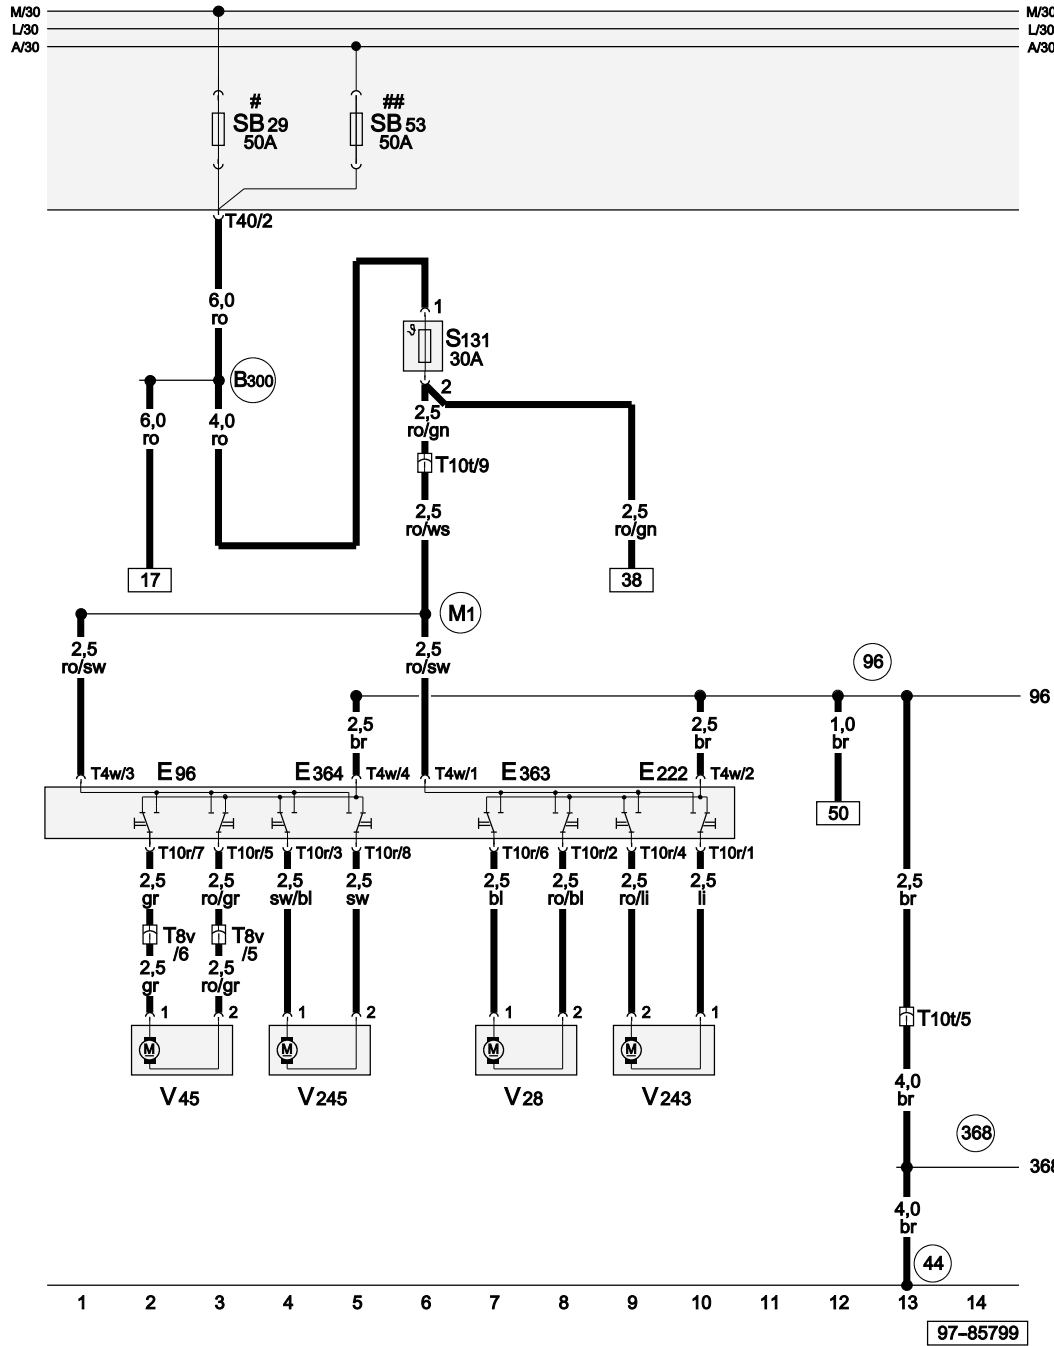 M/30 M/30
L/30 L/30
A/30 A/30
# ##
SB29 SB53
50A 50A
T40/2
6,0
ro
1
S131
30A
B300
2
6,0 4,0 2,5
ro ro ro/gn
T10t/9
2,5 2,5
ro/ws ro/gn
17 38
M1
2,5 2,5
ro/sw ro/sw
96
96
2,5 2,5 1,0
br br br
T4w/3 E96 E364 T4w/4 T4w/1 E363 E222 T4w/2
50
T10r/7 T10r/5 T10r/3 T10r/8 T10r/6 T10r/2 T10r/4 T10r/1
2,5 2,5 2,5 2,5 2,5 2,5 2,5 2,5 2,5
gr ro/gr sw/bl sw bl ro/bl ro/li li br
T8v T8v
/6 /5
2,5 2,5
gr ro/gr
1 2 1 2 1 2 2 1
T10t/5
M M M M
V45 V245 V28 V243
4,0
br
368
368
4,0
br
44
1 2 3 4 5 6 7 8 9 10 11 12 13 14
97-85799